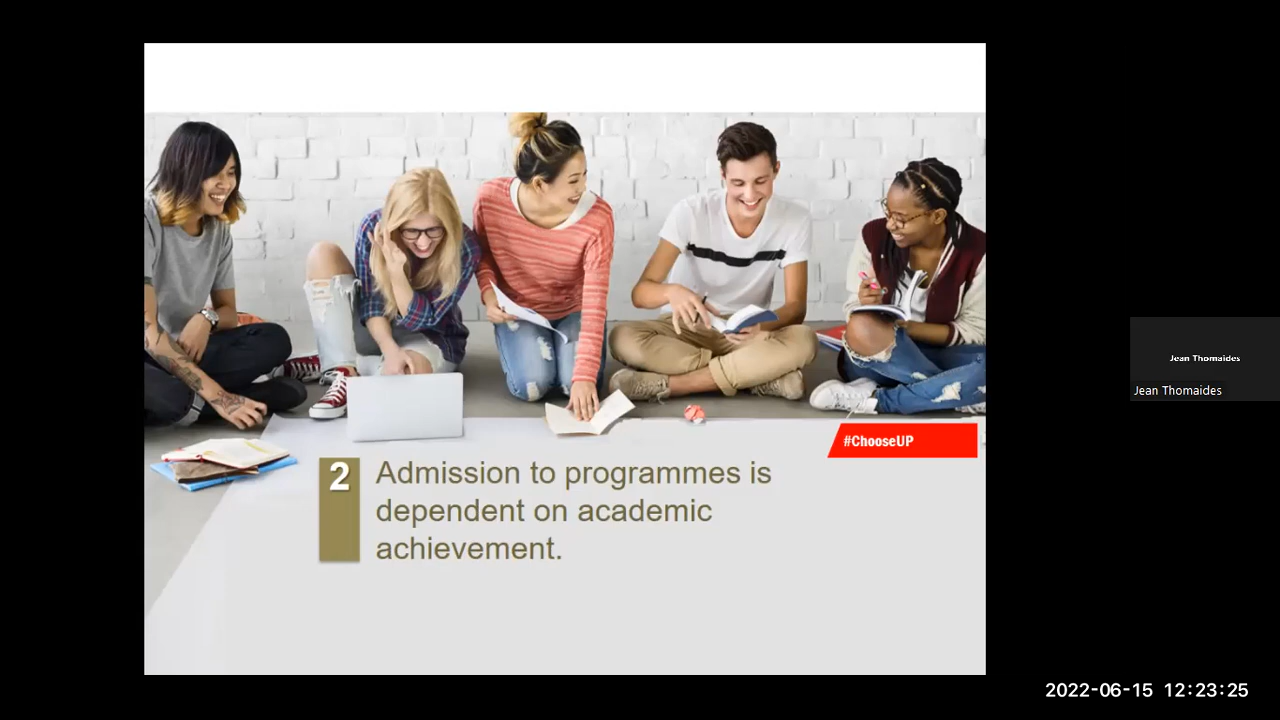 #ChooseUP
2
Admission to programmes is
dependent on academic
achievement.
Jean Thomaides
Jean Thomaides
2022-06-15 12:23:25